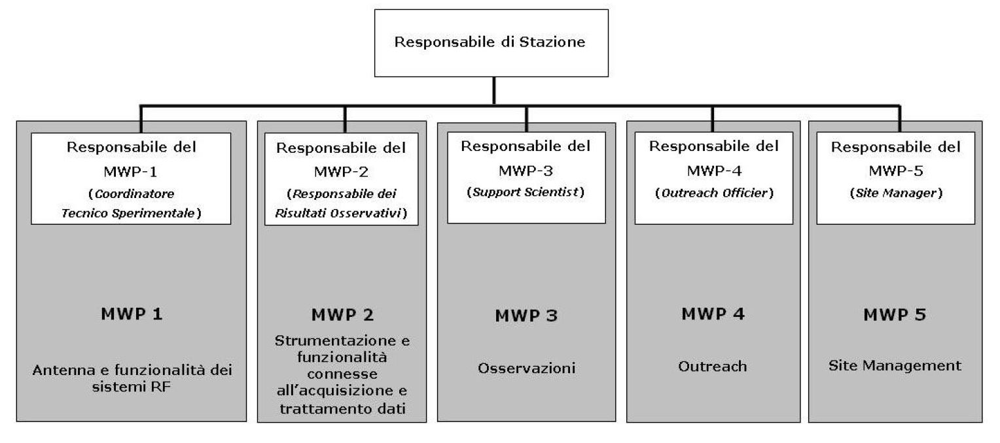 Responsabile di Stazione
Responsabile del
MWP-1
(Coordinatore
Tecnico Sperimentale)
MWP 1
Antenna e funzionalità dei
sistemi RF
Responsabile del
MWP-2
(Responsabile dei
Risultati Osservativi)
MWP 2
Strumentazione e
funzionalità
connesse
all'acquisizione e
trattamento dati
Responsabile del
MWP-3
(Support Scientist)
MWP 3
Osservazioni
Responsabile del
MWP-4
(Outreach Officier)
MWP 4
Outreach
Responsabile del
MWP-5
(Site Manager)
MWP 5
Site Management